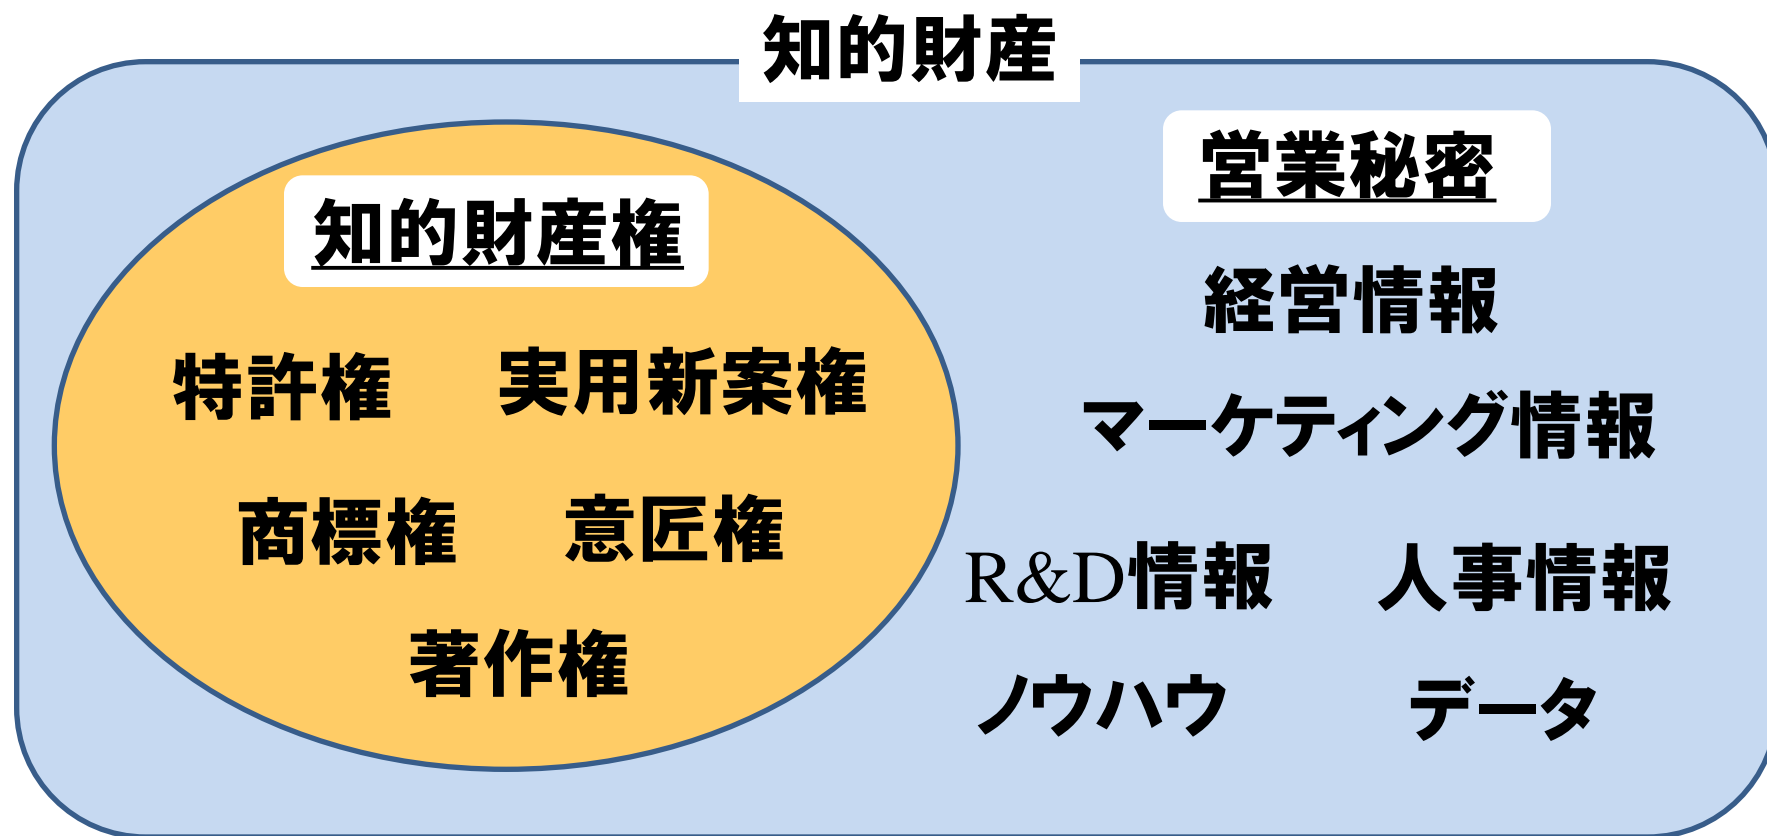 知的財産
知的財産権
特許権 実用新案権
商標権 意匠権
著作権
営業秘密
経営情報
マーケティング情報
R&D情報 人事情報
ノウハウ データ